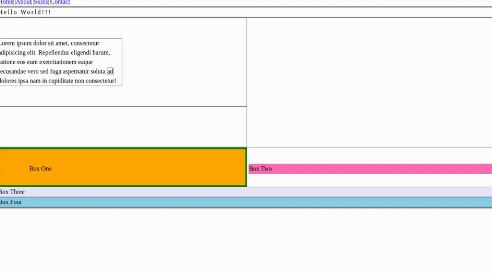 Home|About|Skills|Contact
Hello World!!!
Lorem ipsum dolor sit amet, consectetur
adipisicing elit. Repellendus eligendi harum,
ratione eos eum exercitationem eaque
recusandae vero sed fuga aspernatur soluta ad
dolores ipsa nam in cupiditate non consectetur!
Box One
Box Two
Box Three
Box Four